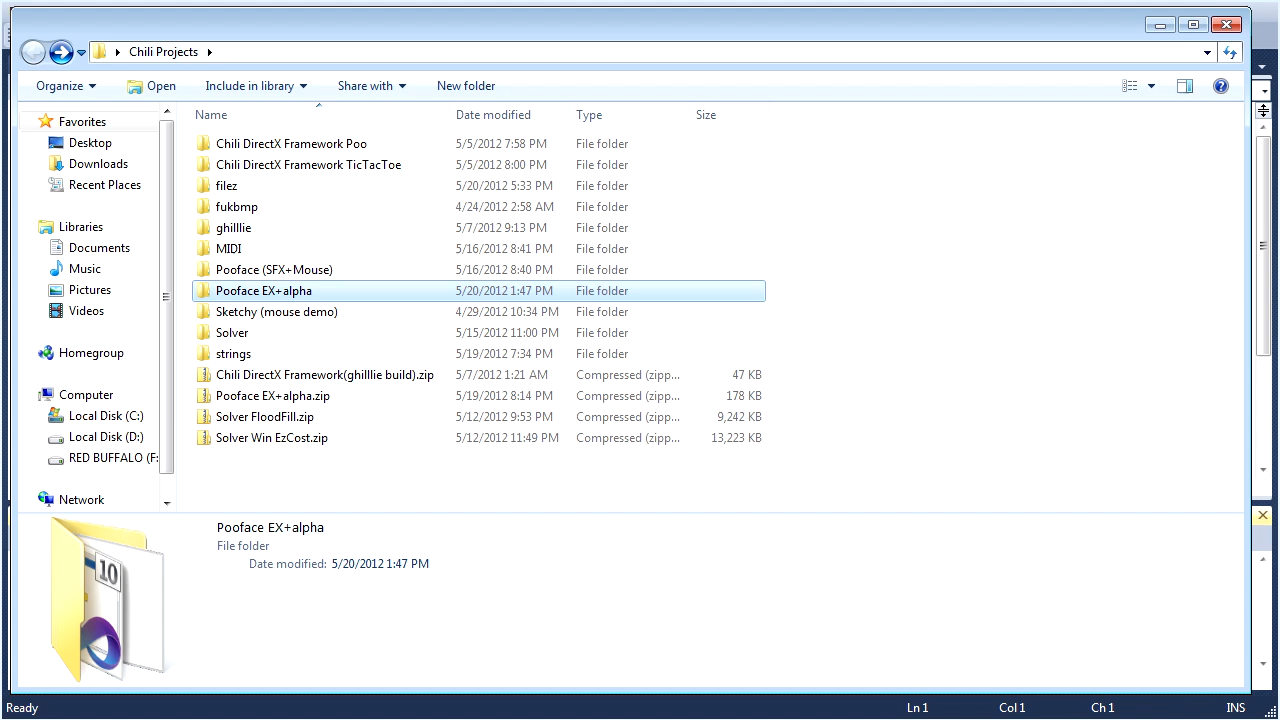 Chili Projects
Organize Open Include in library Share with New folder
Name Date modified Type Size
Favorites
Desktop
Downloads
Recent Places
Libraries
Documents
Music
Pictures
Videos
Homegroup
Computer
Local Disk (C:)
Local Disk (D:)
RED BUFFALO (F:
Network
Chili DirectX Framework Poo 5/5/2012 7:58 PM File folder
Chili DirectX Framework TicTacToe 5/5/2012 8:00 PM File folder
filez 5/20/2012 5:33 PM File folder
fukbmp 4/24/2012 2:58 AM File folder
ghilllie 5/7/2012 9:13 PM File folder
MIDI 5/16/2012 8:41 PM File folder
Pooface (SFX+Mouse) 5/16/2012 8:40 PM File folder
Pooface EX+alpha 5/20/2012 1:47 PM File folder
Sketchy (mouse demo) 4/29/2012 10:34 PM File folder
Solver 5/15/2012 11:00 PM File folder
strings 5/19/2012 7:34 PM File folder
Chili DirectX Framework(ghilllie build).zip 5/7/2012 1:21 AM Compressed (zipp... 47 KB
Pooface EX+alpha.zip 5/19/2012 8:14 PM Compressed (zipp... 178 KB
Solver FloodFill.zip 5/12/2012 9:53 PM Compressed (zipp... 9,242 KB
Solver Win EzCost.zip 5/12/2012 11:49 PM Compressed (zipp... 13,223 KB
10
Pooface EX+alpha
File folder
Date modified: 5/20/2012 1:47 PM
Ready Ln 1 Col 1 Ch 1 INS